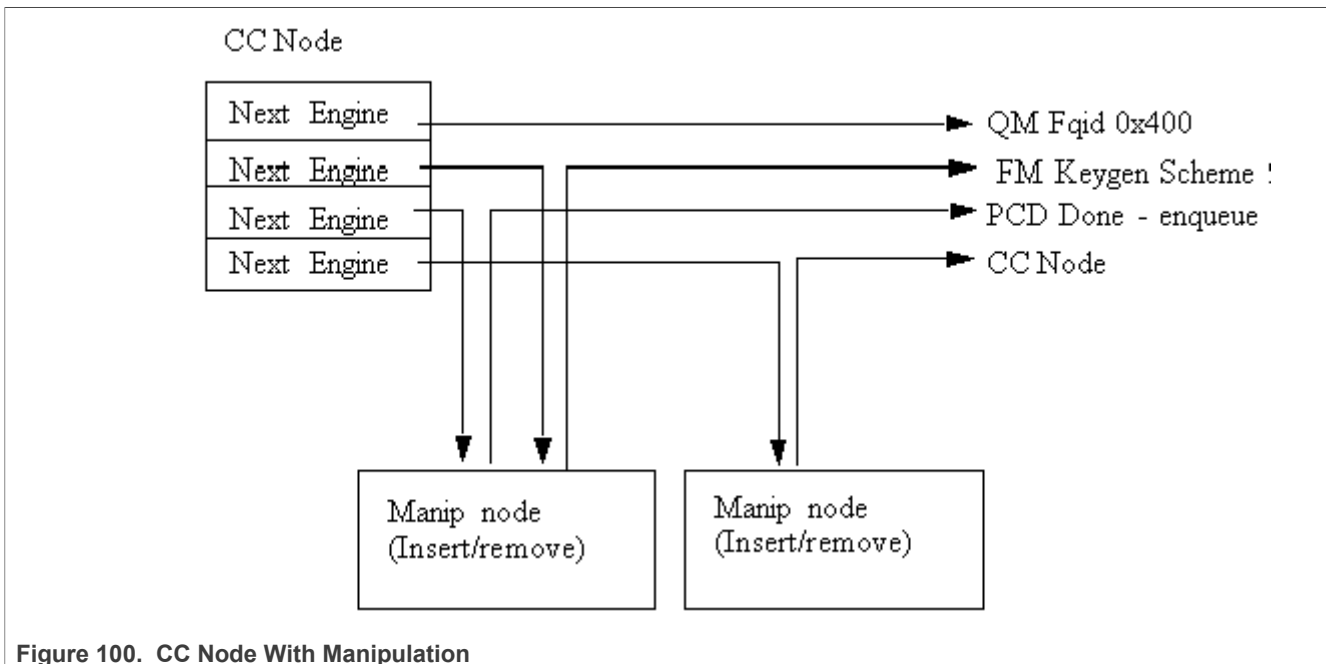 CC Node
Next Engine
QM Fqid 0x400
Next Engine
FM Keygen Scheme
Next Engine
PCD Done - enqueue
Next Engine
CC Node
Manip node
(Insert/remove)
Manip node
(Insert/remove)
Figure 100. CC Node With Manipulation